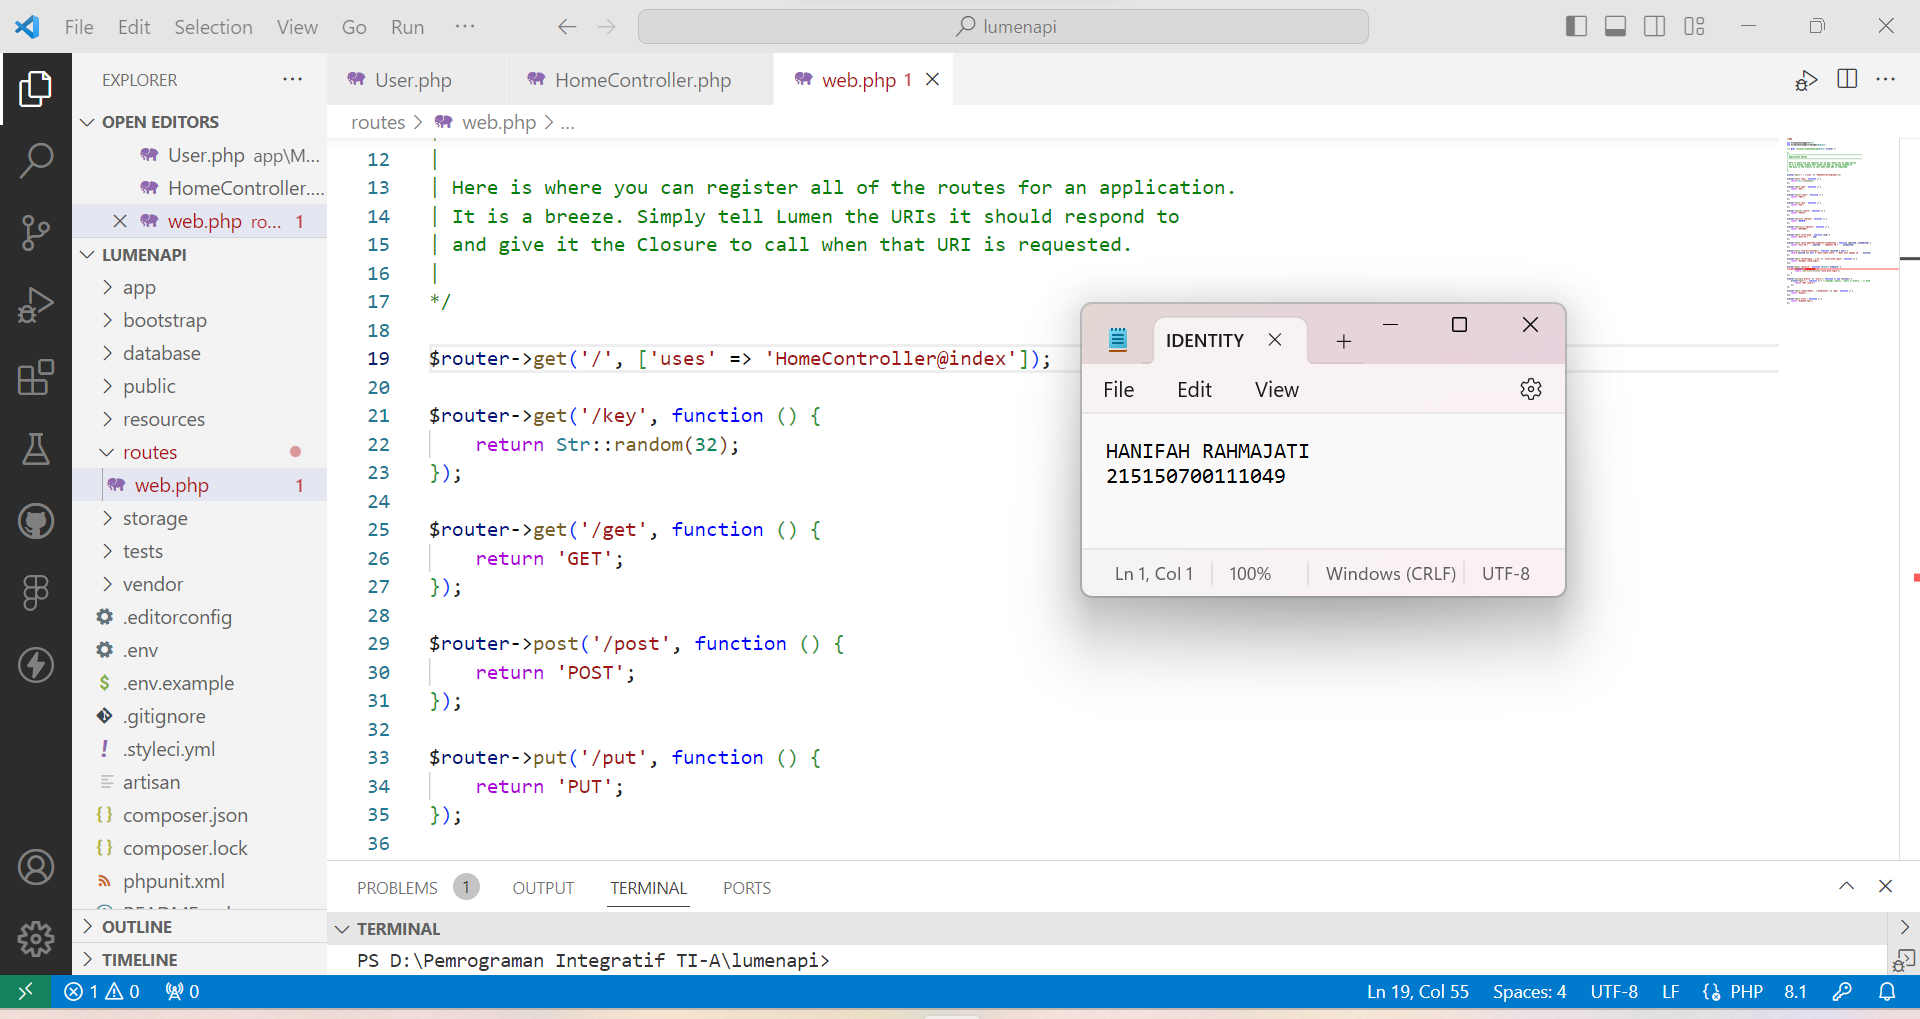 File Edit Selection View Go Run ···
lumenapi
EXPLORER ···
User.php
HomeController.php
web.php 1
OPEN EDITORS
User.php app\M...
HomeController....
web.php ro... 1
LUMENAPI
app
bootstrap
database
public
resources
routes
web.php 1
storage
tests
vendor
.editorconfig
.env
.env.example
.gitignore
.styleci.yml
artisan
composer.json
composer.lock
phpunit.xml
OUTLINE
TIMELINE
routes > web.php > ...
12 |
13 | Here is where you can register all of the routes for an application.
14 | It is a breeze. Simply tell Lumen the URIs it should respond to
15 | and give it the Closure to call when that URI is requested.
16 |
17 */
18
19 $router->get('/', ['uses' => 'HomeController@index']);
20
21 $router->get('/key', function () {
22     return Str::random(32);
23 });
24
25 $router->get('/get', function () {
26     return 'GET';
27 });
28
29 $router->post('/post', function () {
30     return 'POST';
31 });
32
33 $router->put('/put', function () {
34     return 'PUT';
35 });
36
IDENTITY
File Edit View
HANIFAH RAHMAJATI
215150700111049
Ln 1, Col 1 100% Windows (CRLF) UTF-8
PROBLEMS 1 OUTPUT TERMINAL PORTS
TERMINAL
PS D:\Pemrograman Integratif TI-A\lumenapi>
1 0 0
Ln 19, Col 55 Spaces: 4 UTF-8 LF PHP 8.1